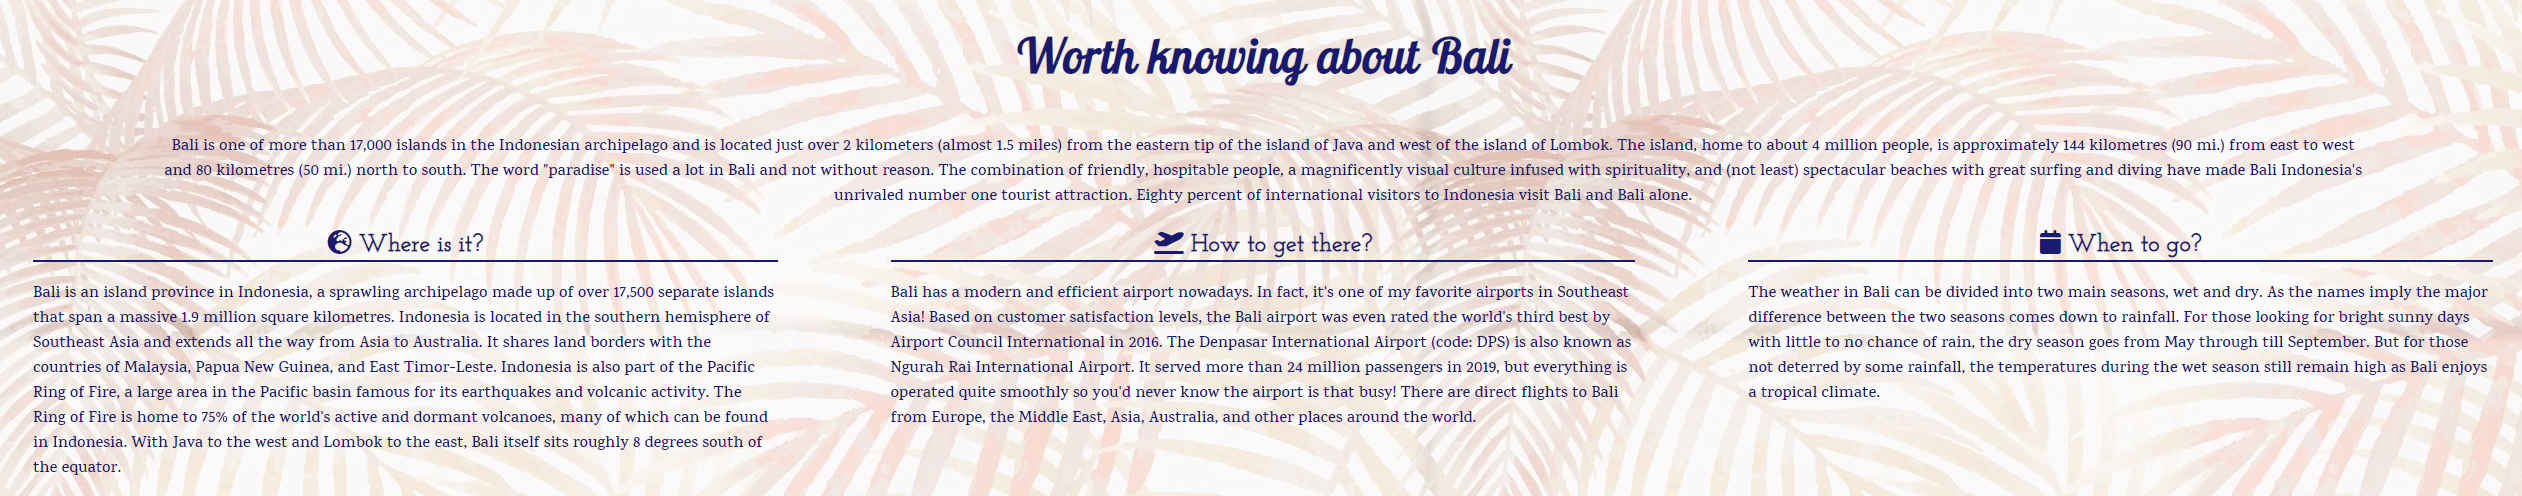 Worth knowing about Bali
Bali is one of more than 17,000 islands in the Indonesian archipelago and is located just over 2 kilometers (almost 1.5 miles) from the eastern tip of the island of Java and west of the island of Lombok. The island, home to about 4 million people, is approximately 144 kilometres (90 mi.) from east to west
and 80 kilometres (50 mi.) north to south. The word "paradise" is used a lot in Bali and not without reason. The combination of friendly, hospitable people, a magnificently visual culture infused with spirituality, and (not least) spectacular beaches with great surfing and diving have made Bali Indonesia's
unrivaled number one tourist attraction. Eighty percent of international visitors to Indonesia visit Bali and Bali alone.
Where is it?
Bali is an island province in Indonesia, a sprawling archipelago made up of over 17,500 separate islands
that span a massive 1.9 million square kilometres. Indonesia is located in the southern hemisphere of
Southeast Asia and extends all the way from Asia to Australia. It shares land borders with the
countries of Malaysia, Papua New Guinea, and East Timor-Leste. Indonesia is also part of the Pacific
Ring of Fire, a large area in the Pacific basin famous for its earthquakes and volcanic activity. The
Ring of Fire is home to 75% of the world's active and dormant volcanoes, many of which can be found
in Indonesia. With Java to the west and Lombok to the east, Bali itself sits roughly 8 degrees south of
the equator.
How to get there?
Bali has a modern and efficient airport nowadays. In fact, it's one of my favorite airports in Southeast
Asia! Based on customer satisfaction levels, the Bali airport was even rated the world's third best by
Airport Council International in 2016. The Denpasar International Airport (code: DPS) is also known as
Ngurah Rai International Airport. It served more than 24 million passengers in 2019, but everything is
operated quite smoothly so you'd never know the airport is that busy! There are direct flights to Bali
from Europe, the Middle East, Asia, Australia, and other places around the world.
When to go?
The weather in Bali can be divided into two main seasons, wet and dry. As the names imply the major
difference between the two seasons comes down to rainfall. For those looking for bright sunny days
with little to no chance of rain, the dry season goes from May through till September. But for those
not deterred by some rainfall, the temperatures during the wet season still remain high as Bali enjoys
a tropical climate.